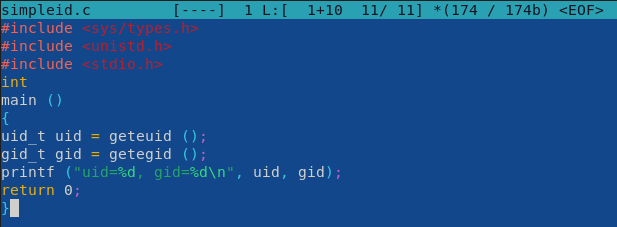 simpleid.c [----] 1 L:[ 1+10 11/ 11] *(174 / 174b) <EOF>
#include <sys/types.h>
#include <unistd.h>
#include <stdio.h>
int
main ()
{
uid_t uid = geteuid ();
gid_t gid = getegid ();
printf ("uid=%d, gid=%d\n", uid, gid);
return 0;
}